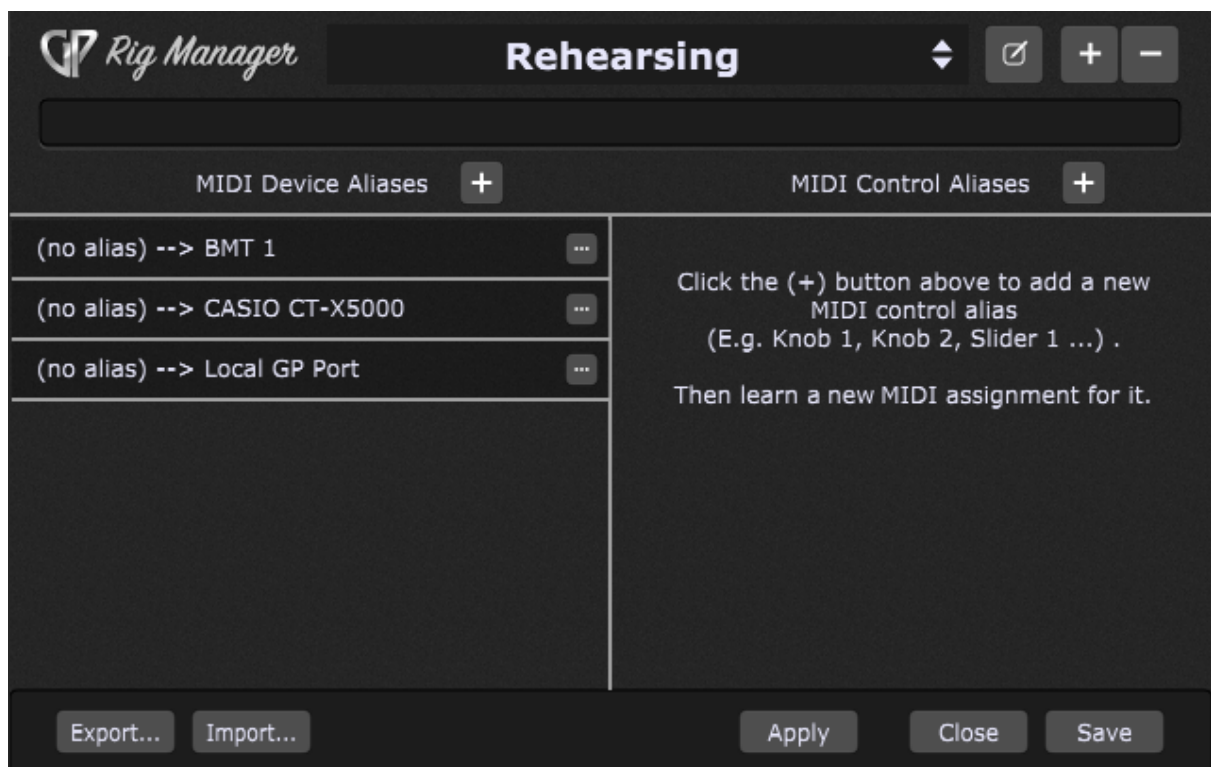 GP Rig Manager
Rehearsing
+ −
MIDI Device Aliases +
MIDI Control Aliases +
(no alias) --> BMT 1 ...
(no alias) --> CASIO CT-X5000 ...
(no alias) --> Local GP Port ...
Click the (+) button above to add a new
MIDI control alias
(E.g. Knob 1, Knob 2, Slider 1 ...) .
Then learn a new MIDI assignment for it.
Export... Import... Apply Close Save